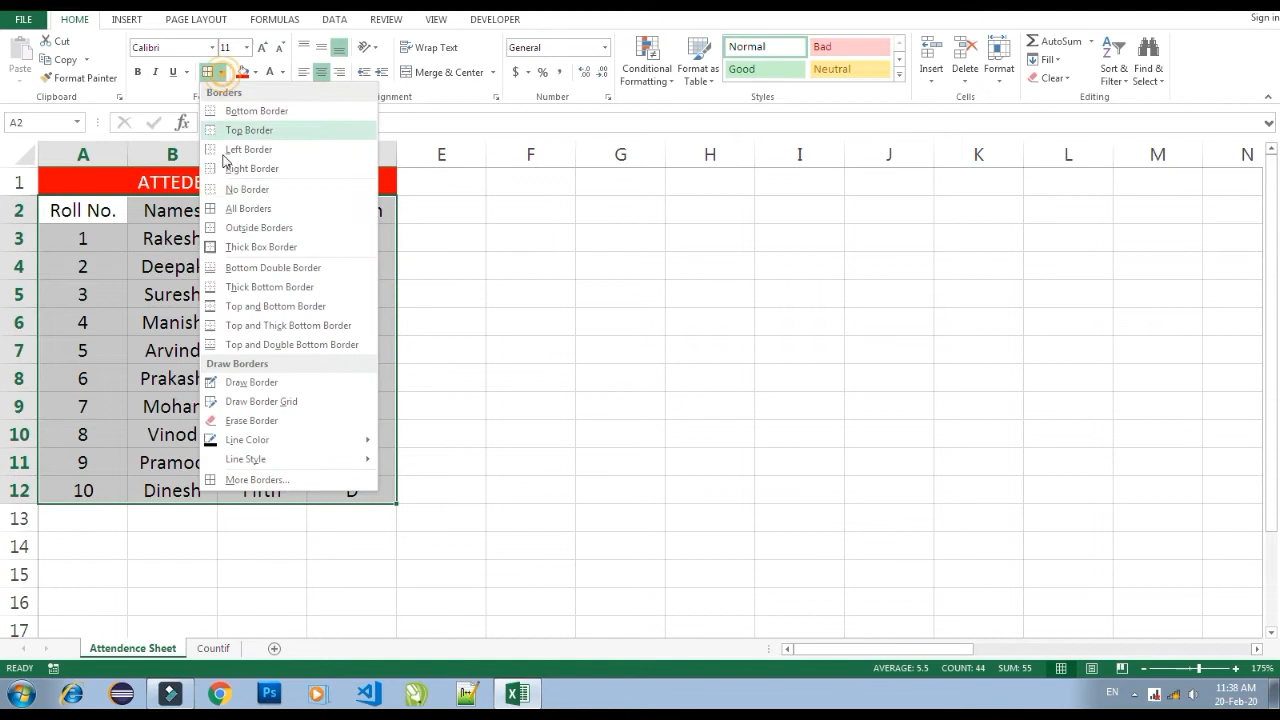 FILE HOME INSERT PAGE LAYOUT FORMULAS DATA REVIEW VIEW DEVELOPER Sign in
Paste
Cut
Copy
Format Painter
Clipboard
Calibri 11
B I U
Wrap Text
Merge & Center
General
$ % ,
Number
Conditional Formatting
Format as Table
Normal Bad
Good Neutral
Styles
Insert Delete Format
Cells
AutoSum
Fill
Clear
Sort & Filter
Find & Select
Editing
A2
fx
Borders
Bottom Border
Top Border
Left Border
Right Border
No Border
All Borders
Outside Borders
Thick Box Border
Bottom Double Border
Thick Bottom Border
Top and Bottom Border
Top and Thick Bottom Border
Top and Double Bottom Border
Draw Borders
Draw Border
Draw Border Grid
Erase Border
Line Color
Line Style
More Borders...
A B E F G H I J K L M N
1
2 Roll No. Names
3 1 Rakesh
4 2
5 3 Suresh
6 4 Manish
7 5
8 6 Prakash
9 7
10 8 Vinod
11 9
12 10 Dinesh Fifth D
13
14
15
16
17
Attendence Sheet Countif
READY AVERAGE: 5.5 COUNT: 44 SUM: 55 175%
Ps
EN 11:38 AM
20-Feb-20